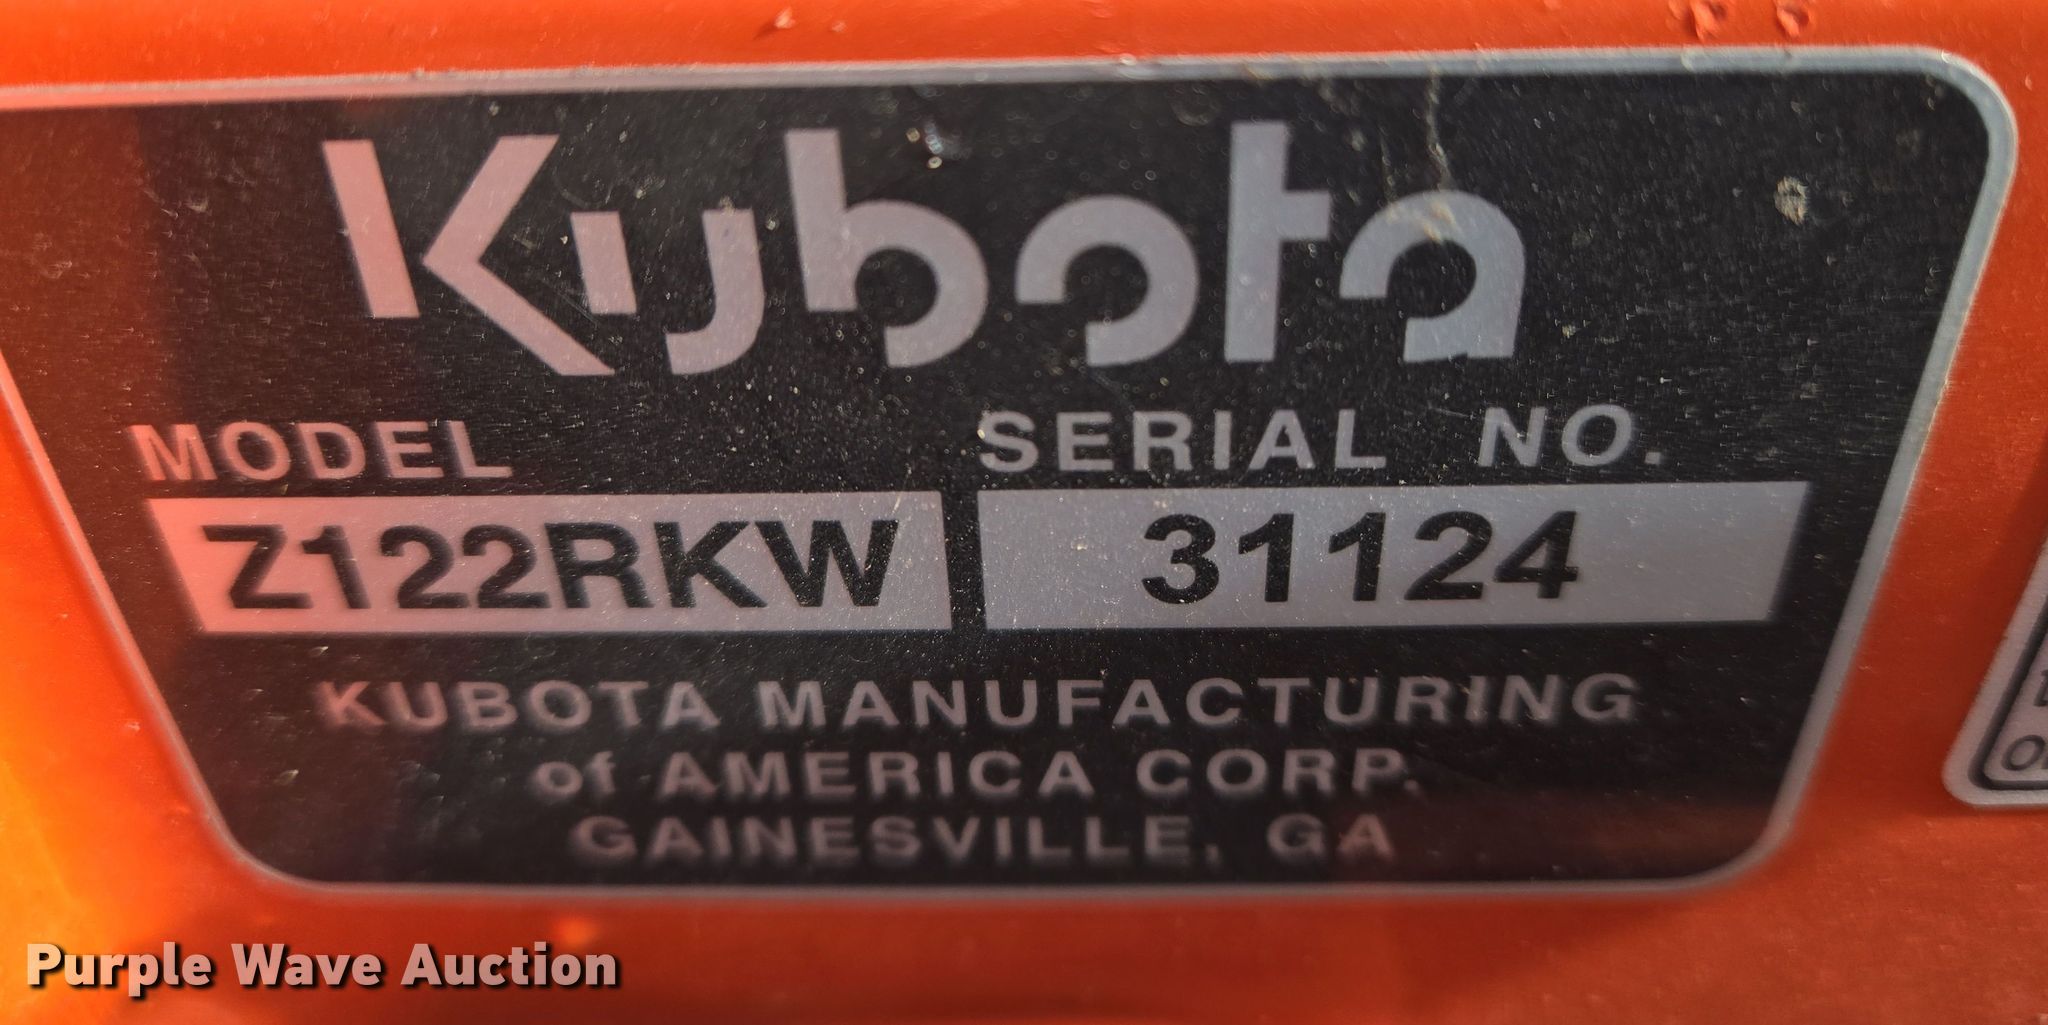 Kubota
MODEL SERIAL NO.
Z122RKW 31124
KUBOTA MANUFACTURING
of AMERICA CORP.
GAINESVILLE, GA
Purple Wave Auction